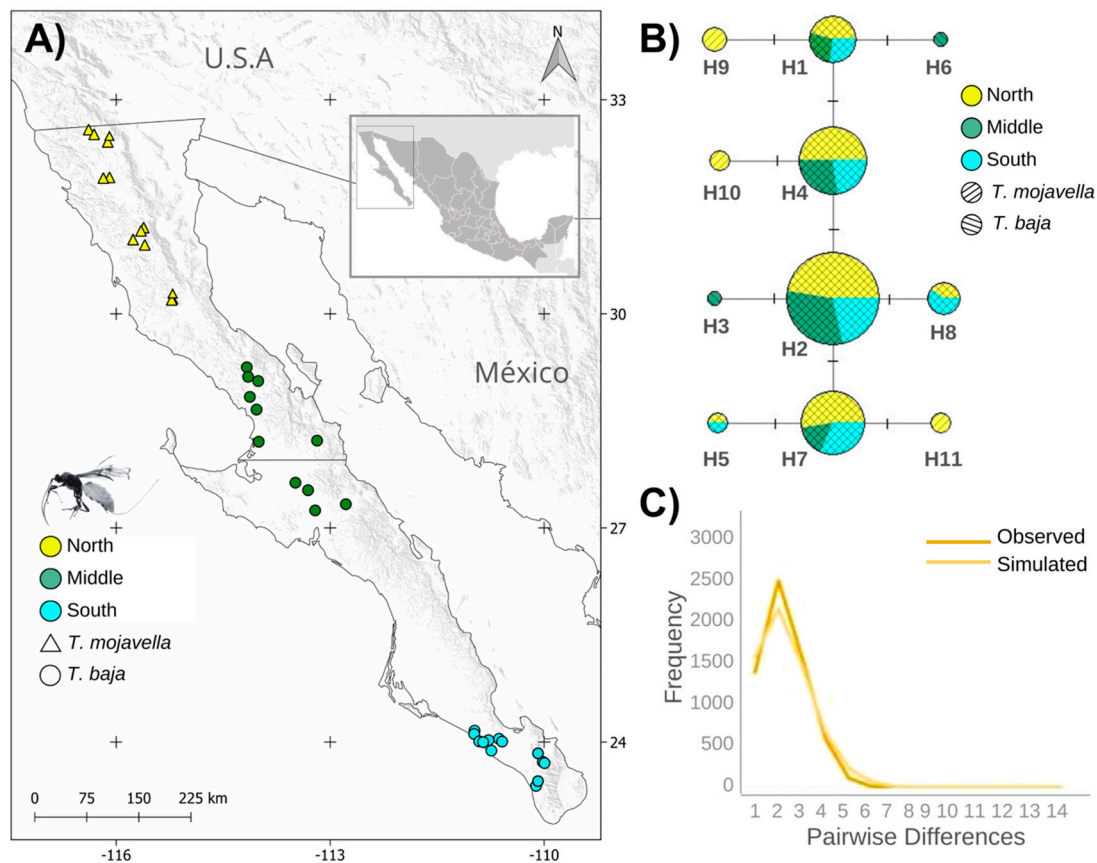 A)
U.S.A
N
33
30
México
27
North
Middle
South
T. mojavella
T. baja
24
0 75 150 225 km
-116 -113 -110
B)
H9 H1 H6
North
Middle
South
T. mojavella
T. baja
H10 H4
H3 H2 H8
H5 H7 H11
C)
Observed
Simulated
Frequency
3000
2500
2000
1500
1000
500
0
1 2 3 4 5 6 7 8 9 10 11 12 13 14
Pairwise Differences